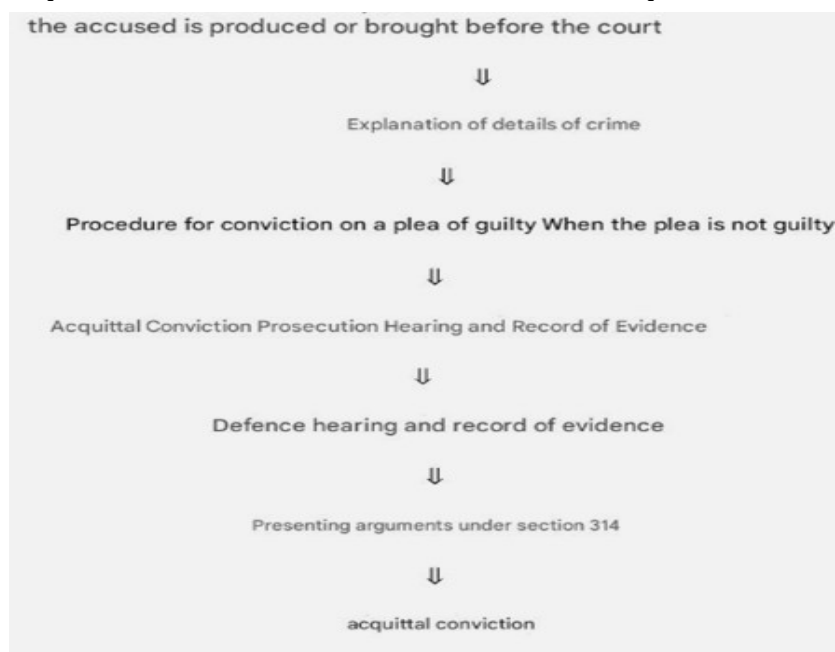 the accused is produced or brought before the court
⇓
Explanation of details of crime
⇓
Procedure for conviction on a plea of guilty When the plea is not guilty
⇓
Acquittal Conviction Prosecution Hearing and Record of Evidence
⇓
Defence hearing and record of evidence
⇓
Presenting arguments under section 314
⇓
acquittal conviction